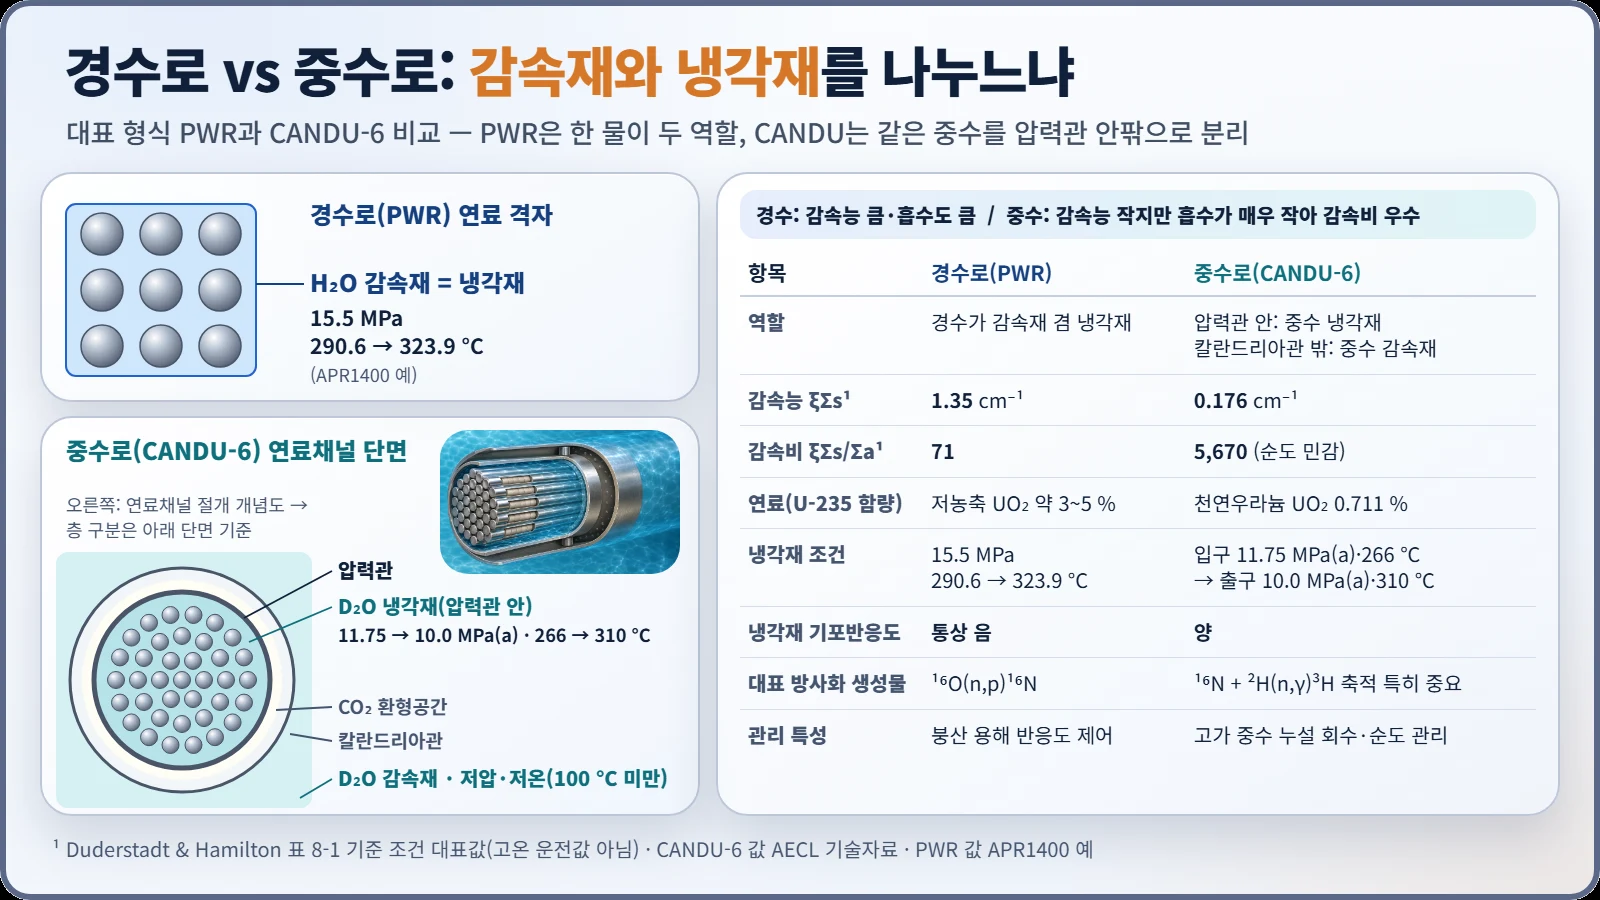 경수로 vs 중수로: 감속재와 냉각재를 나누느냐
대표 형식 PWR과 CANDU-6 비교 — PWR은 한 물이 두 역할, CANDU는 같은 중수를 압력관 안팎으로 분리
경수로(PWR) 연료 격자
H₂O 감속재 = 냉각재
15.5 MPa
290.6 → 323.9 °C
(APR1400 예)
중수로(CANDU-6) 연료채널 단면
오른쪽: 연료채널 절개 개념도 →
층 구분은 아래 단면 기준
압력관
D₂O 냉각재(압력관 안)
11.75 → 10.0 MPa(a) · 266 → 310 °C
CO₂ 환형공간
칼란드리아관
D₂O 감속재 · 저압·저온(100 °C 미만)
경수: 감속능 큼·흡수도 큼 / 중수: 감속능 작지만 흡수가 매우 작아 감속비 우수
항목 경수로(PWR) 중수로(CANDU-6)
역할 경수가 감속재 겸 냉각재 압력관 안: 중수 냉각재
칼란드리아관 밖: 중수 감속재
감속능 ξΣs¹ 1.35 cm⁻¹ 0.176 cm⁻¹
감속비 ξΣs/Σa¹ 71 5,670 (순도 민감)
연료(U-235 함량) 저농축 UO₂ 약 3~5 % 천연우라늄 UO₂ 0.711 %
냉각재 조건 15.5 MPa 입구 11.75 MPa(a)·266 °C
290.6 → 323.9 °C → 출구 10.0 MPa(a)·310 °C
냉각재 기포반응도 통상 음 양
대표 방사화 생성물 ¹⁶O(n,p)¹⁶N ¹⁶N + ²H(n,γ)³H 축적 특히 중요
관리 특성 붕산 용해 반응도 제어 고가 중수 누설 회수·순도 관리
¹ Duderstadt & Hamilton 표 8-1 기준 조건 대표값(고온 운전값 아님) · CANDU-6 값 AECL 기술자료 · PWR 값 APR1400 예